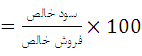 = سود خالص / فروش خالص × 100